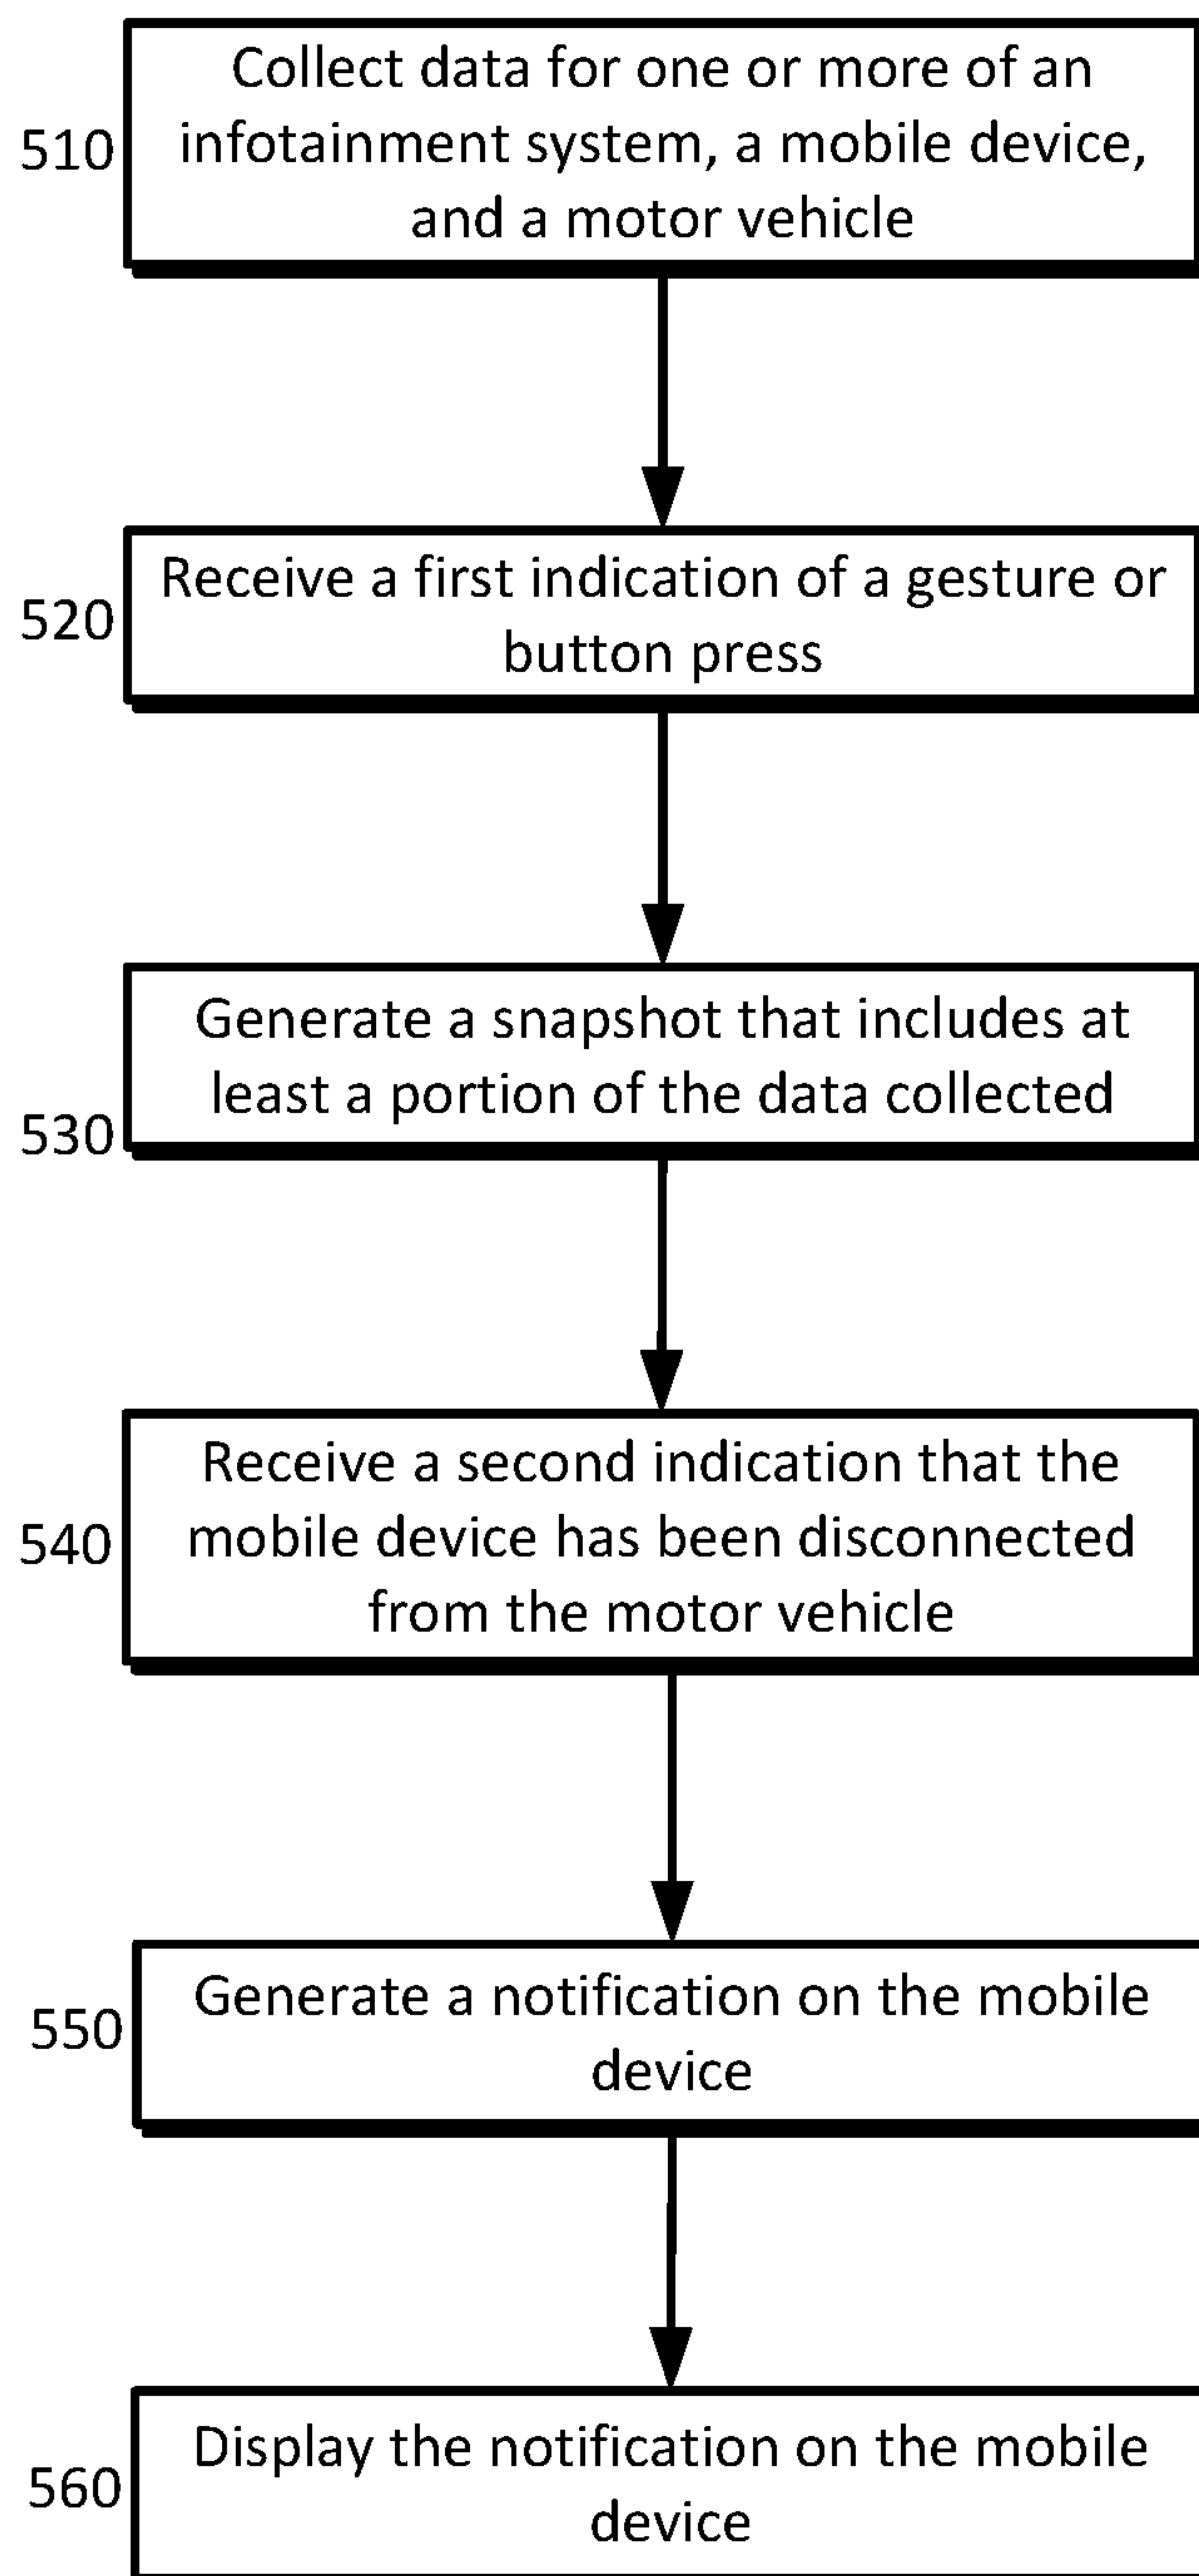 Collect data for one or more of an
infotainment system, a mobile device,
and a motor vehicle
510
Receive a first indication of a gesture or
button press
520
Generate a snapshot that includes at
least a portion of the data collected
530
Receive a second indication that the
mobile device has been disconnected
from the motor vehicle
540
Generate a notification on the mobile
device
550
Display the notification on the mobile
device
560